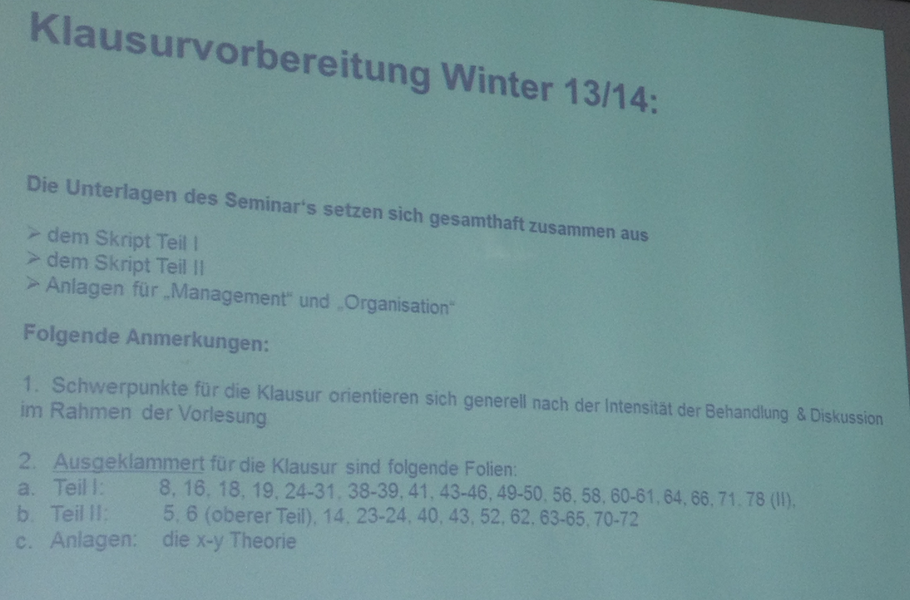 Klausurvorbereitung Winter 13/14:
Die Unterlagen des Seminar's setzen sich gesamthaft zusammen aus
➢ dem Skript Teil I
➢ dem Skript Teil II
➢ Anlagen für „Management“ und „Organisation“
Folgende Anmerkungen:
1. Schwerpunkte für die Klausur orientieren sich generell nach der Intensität der Behandlung & Diskussion
im Rahmen der Vorlesung
2. Ausgeklammert für die Klausur sind folgende Folien:
a. Teil I: 8, 16, 18, 19, 24-31, 38-39, 41, 43-46, 49-50, 56, 58, 60-61, 64, 66, 71, 78 (II),
b. Teil II: 5, 6 (oberer Teil), 14, 23-24, 40, 43, 52, 62, 63-65, 70-72
c. Anlagen: die x-y Theorie